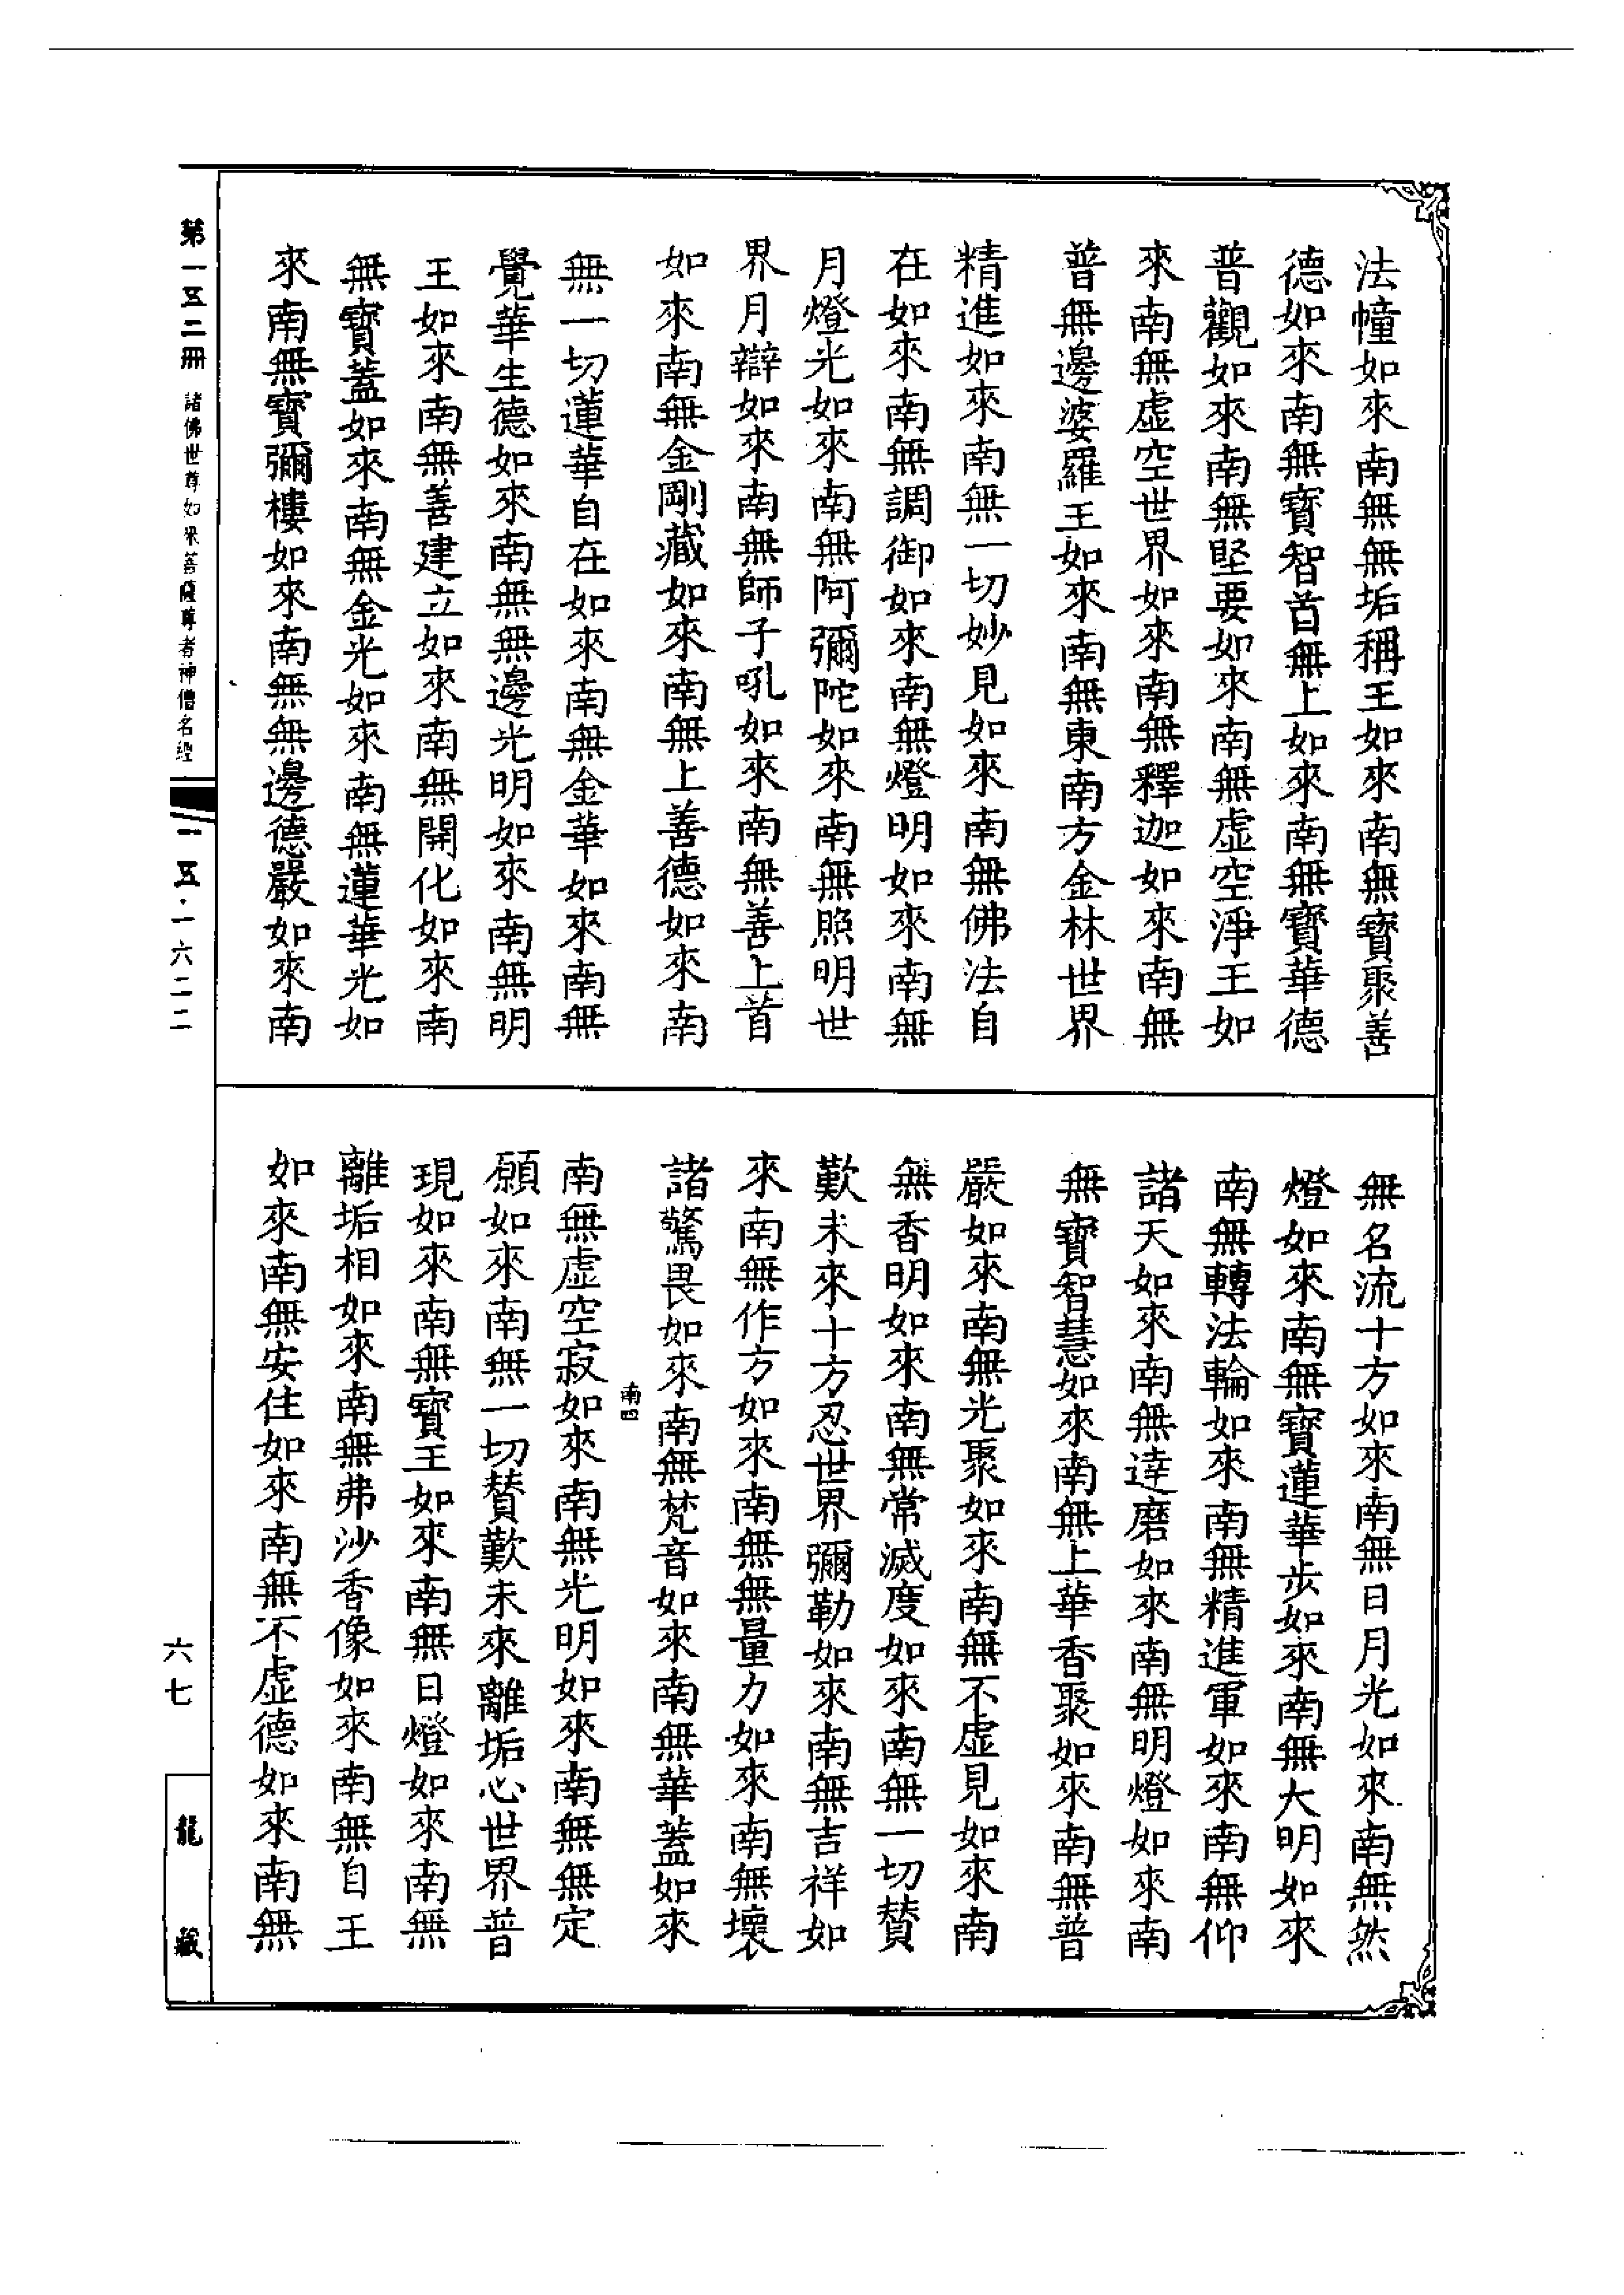 法幢如來南無無垢稱王如來南無寶聚善
德如來南無寶智首無上如來南無寶華德
普觀如來南無堅要如來南無虛空淨王如
來南無虛空世界如來南無釋迦如來南無
普無邊婆羅王如來南無東南方金林世界
精進如來南無一切妙見如來南無佛法自
在如來南無調御如來南無燈明如來南無
月燈光如來南無阿彌陀如來南無照明世
界月辯如來南無師子吼如來南無善上首
如來南無金剛藏如來南無上善德如來南
無一切蓮華自在如來南無金華如來南無
覺華生德如來南無無邊光明如來南無明
王如來南無善建立如來南無開化如來南
無寶蓋如來南無金光如來南無蓮華光如
來南無寶彌樓如來南無無邊德嚴如來南
無名流十方如來南無日月光如來南無然
燈如來南無寶蓮華步如來南無大明如來
南無轉法輪如來南無精進軍如來南無仰
諸天如來南無達磨如來南無明燈如來南
無寶智慧如來南無上華香聚如來南無普
嚴如來南無光聚如來南無不虛見如來南
無香明如來南無常滅度如來南無一切贊
歎未來十方忍世界彌勒如來南無吉祥如
來南無作方如來南無無量力如來南無壞
諸驚畏如來南無梵音如來南無華蓋如來
南四
南無虛空寂如來南無光明如來南無無定
願如來南無一切贊歎未來離垢心世界普
現如來南無寶王如來南無日燈如來南無
離垢相如來南無弗沙香像如來南無自王
如來南無安住如來南無不虛德如來南無
第一五二册 諸佛世尊如來菩薩尊者神僧名經
一五·一六二二
六七
龍藏